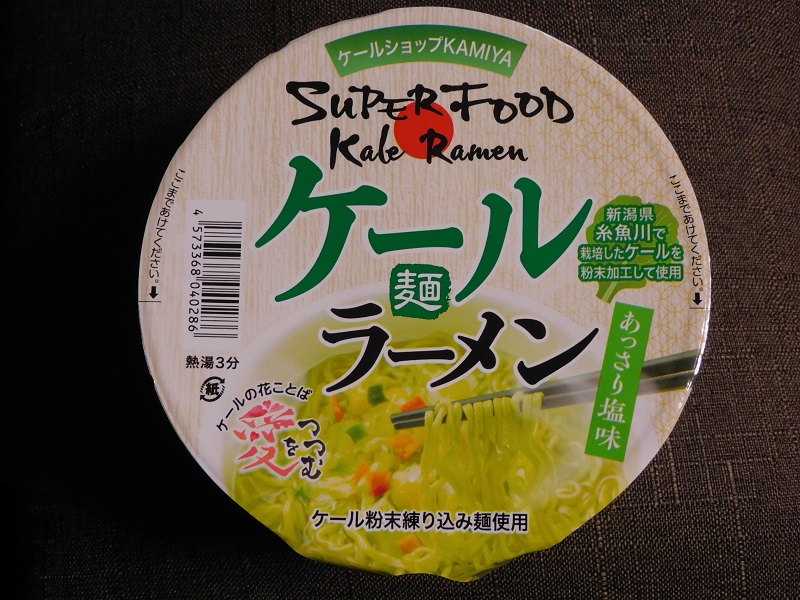 ケールショップKAMIYA
SUPER FOOD
Kale Ramen
ケール
麺
ラーメン
新潟県
糸魚川で
栽培したケールを
粉末加工して使用
あっさり塩味
ここまであけてください。
ここまであけてください。
4 573368 040286
熱湯3分
紙
ケールの花ことば
愛を
つつむ
ケール粉末練り込み麺使用